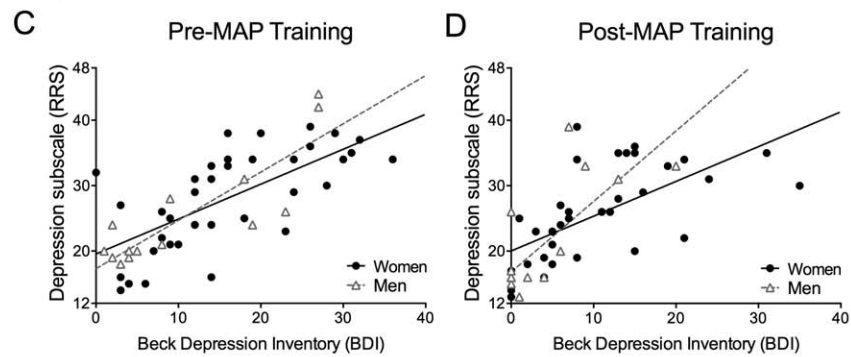 C
Pre-MAP Training
Depression subscale (RRS)
48
40
30
20
12
0
10
20
30
40
Women
Men
Beck Depression Inventory (BDI)
D
Post-MAP Training
Depression subscale (RRS)
48
40
30
20
12
0
10
20
30
40
Women
Men
Beck Depression Inventory (BDI)